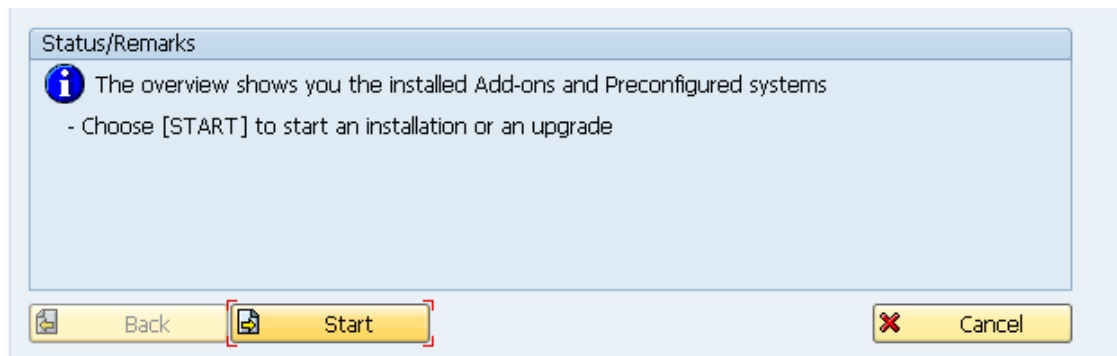 Status/Remarks
The overview shows you the installed Add-ons and Preconfigured systems
- Choose [START] to start an installation or an upgrade
Back Start Cancel